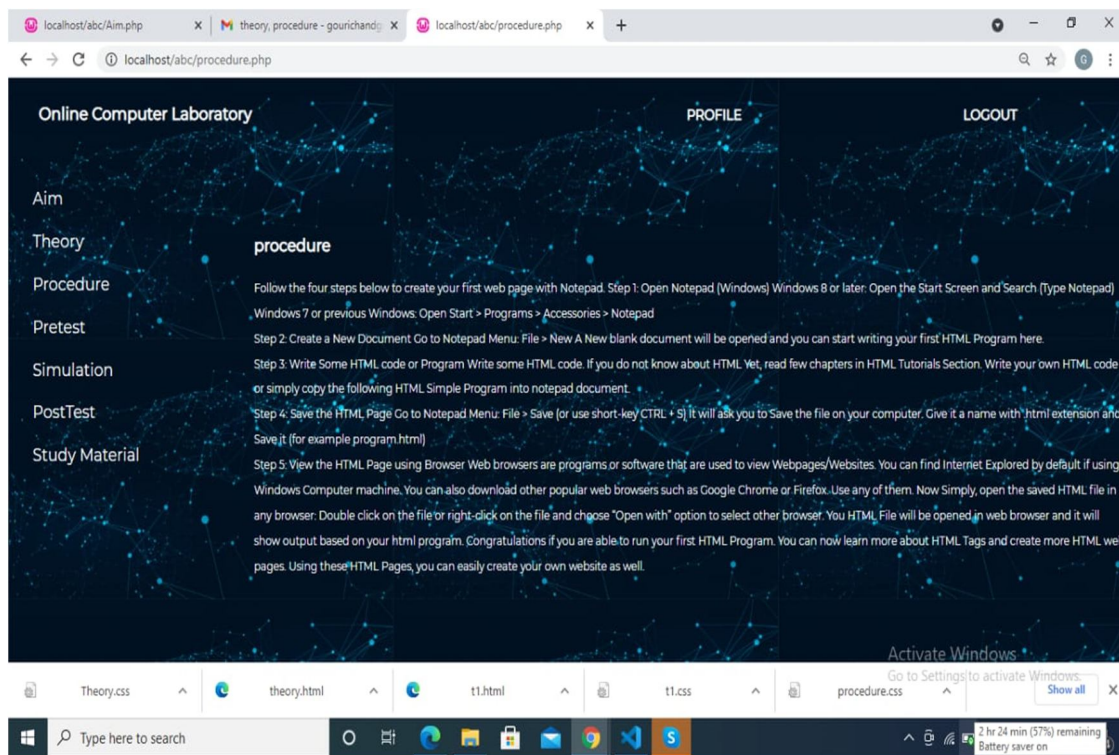 localhost/abc/Aim.php
theory, procedure - gourichandg
localhost/abc/procedure.php
localhost/abc/procedure.php
G
Online Computer Laboratory PROFILE LOGOUT
Aim
Theory
Procedure
Pretest
Simulation
PostTest
Study Material
procedure
Follow the four steps below to create your first web page with Notepad. Step 1: Open Notepad (Windows) Windows 8 or later: Open the Start Screen and Search (Type Notepad)
Windows 7 or previous Windows: Open Start > Programs > Accessories > Notepad
Step 2: Create a New Document Go to Notepad Menu: File > New A New blank document will be opened and you can start writing your first HTML Program here.
Step 3: Write Some HTML code or Program Write some HTML code. If you do not know about HTML Yet, read few chapters in HTML Tutorials Section. Write your own HTML code
or simply copy the following HTML Simple Program into notepad document.
Step 4: Save the HTML Page Go to Notepad Menu: File > Save (or use short-key CTRL + S) It will ask you to Save the file on your computer. Give it a name with .html extension and
Save it (for example program.html)
Step 5: View the HTML Page using Browser Web browsers are programs or software that are used to view Webpages/Websites. You can find Internet Explored by default if using
Windows Computer machine. You can also download other popular web browsers such as Google Chrome or Firefox. Use any of them. Now Simply, open the saved HTML file in
any browser: Double click on the file or right-click on the file and choose "Open with" option to select other browser. You HTML File will be opened in web browser and it will
show output based on your html program. Congratulations if you are able to run your first HTML Program. You can now learn more about HTML Tags and create more HTML we
pages. Using these HTML Pages, you can easily create your own website as well.
Activate Windows
Go to Settings to activate Windows.
Theory.css theory.html t1.html t1.css procedure.css Show all
Type here to search
2 hr 24 min (57%) remaining
Battery saver on